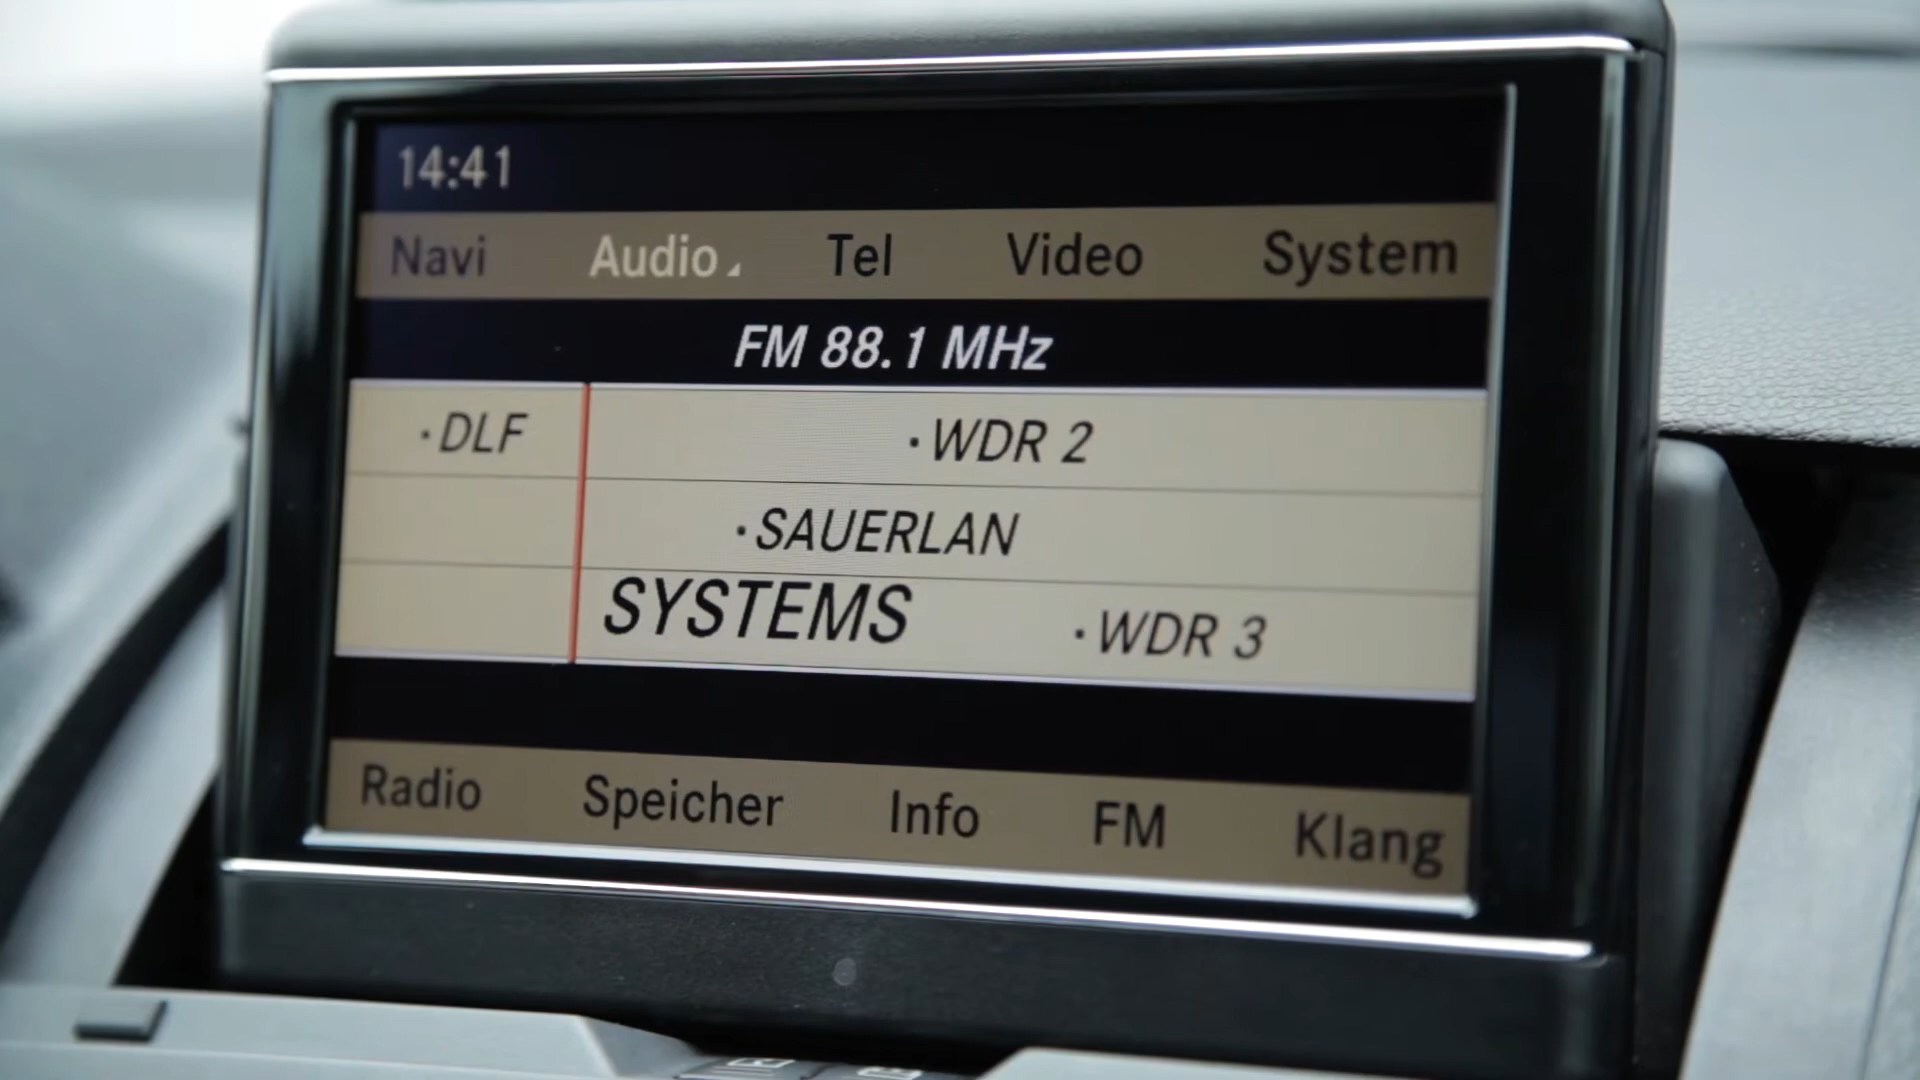 14:41
Navi Audio Tel Video System
FM 88.1 MHz
·DLF ·WDR 2
·SAUERLAN
SYSTEMS ·WDR 3
Radio Speicher Info FM Klang